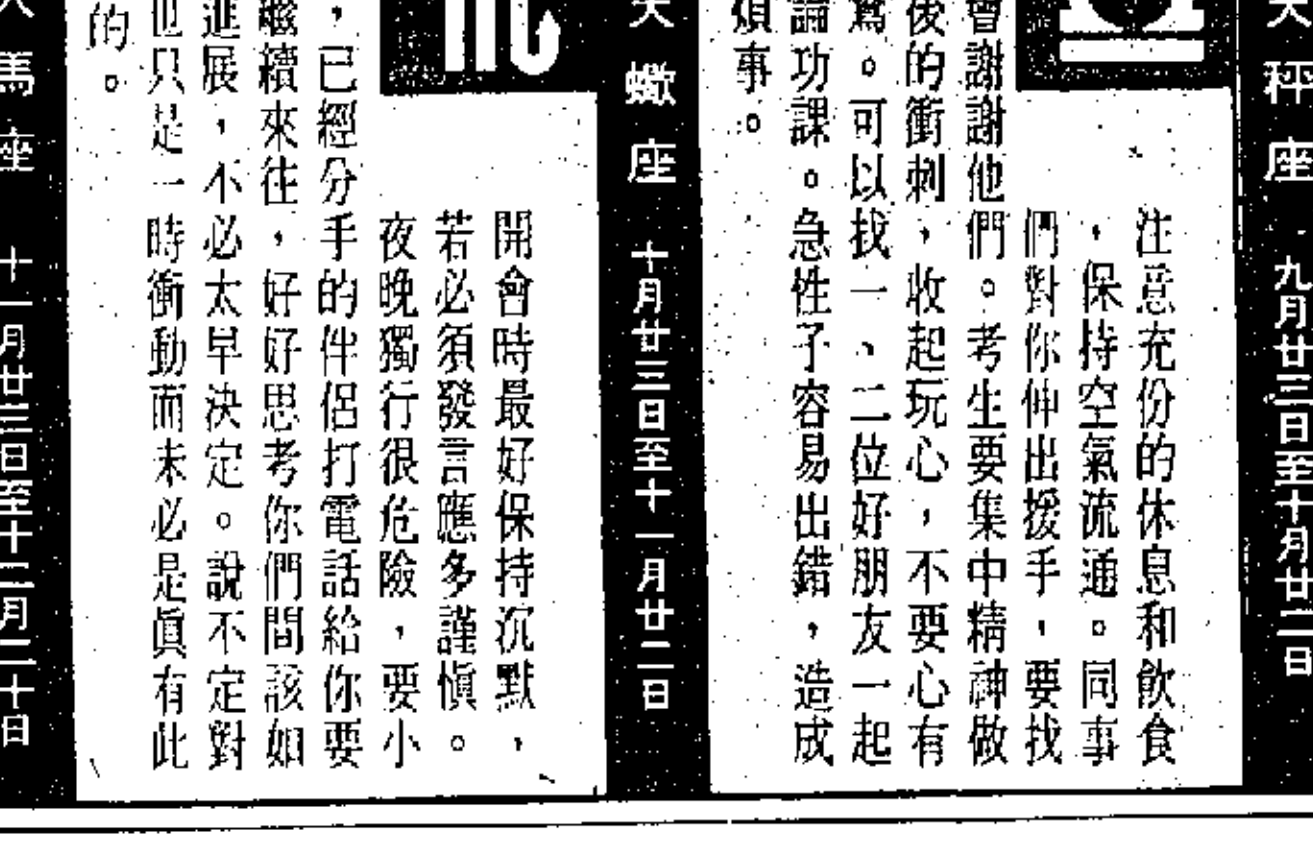 天秤座 九月廿三日至十月廿二日
注意充份的休息和飲食
，保持空氣流通。同事
們對你伸出援手，要找
會謝謝他們。考生要集中精神做
後的衝刺，收起玩心，不要心有
鶩。可以找一、二位好朋友一起
論功課。急性子容易出錯，造成
煩事。
天蠍座 十月廿三日至十一月廿二日
開會時最好保持沉默，
若必須發言應多謹慎。
夜晚獨行很危險，要小
，已經分手的伴侶打電話給你要
繼續來往，好好思考你們間該如
進展，不必太早決定。說不定對
也只是一時衝動而未必是眞有此
的。
人馬座 十一月廿三日至十二月二十日